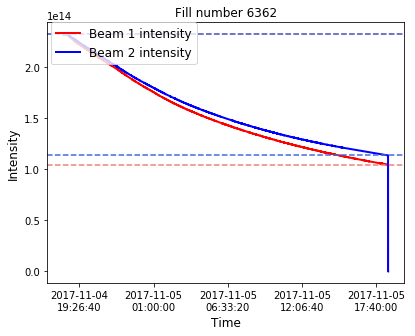 Fill number 6362
1e14
Beam 1 intensity
Beam 2 intensity
2.0
1.5
1.0
0.5
0.0
Intensity
2017-11-04
19:26:40
2017-11-05
01:00:00
2017-11-05
06:33:20
2017-11-05
12:06:40
2017-11-05
17:40:00
Time